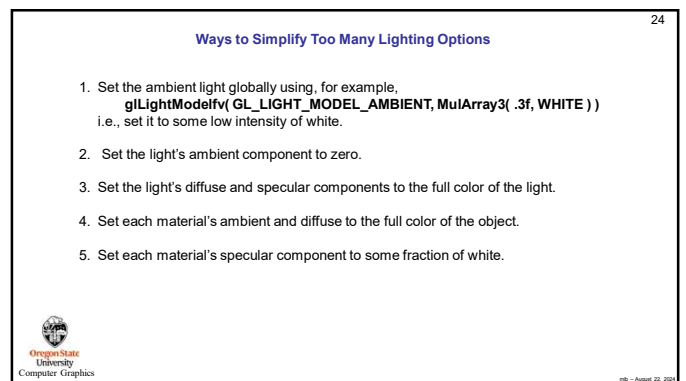 24
Ways to Simplify Too Many Lighting Options
1. Set the ambient light globally using, for example,
glLightModelfv( GL_LIGHT_MODEL_AMBIENT, MulArray3( .3f, WHITE ) )
i.e., set it to some low intensity of white.
2. Set the light's ambient component to zero.
3. Set the light's diffuse and specular components to the full color of the light.
4. Set each material's ambient and diffuse to the full color of the object.
5. Set each material's specular component to some fraction of white.
Oregon State
University
Computer Graphics
mjb – August 22, 2024